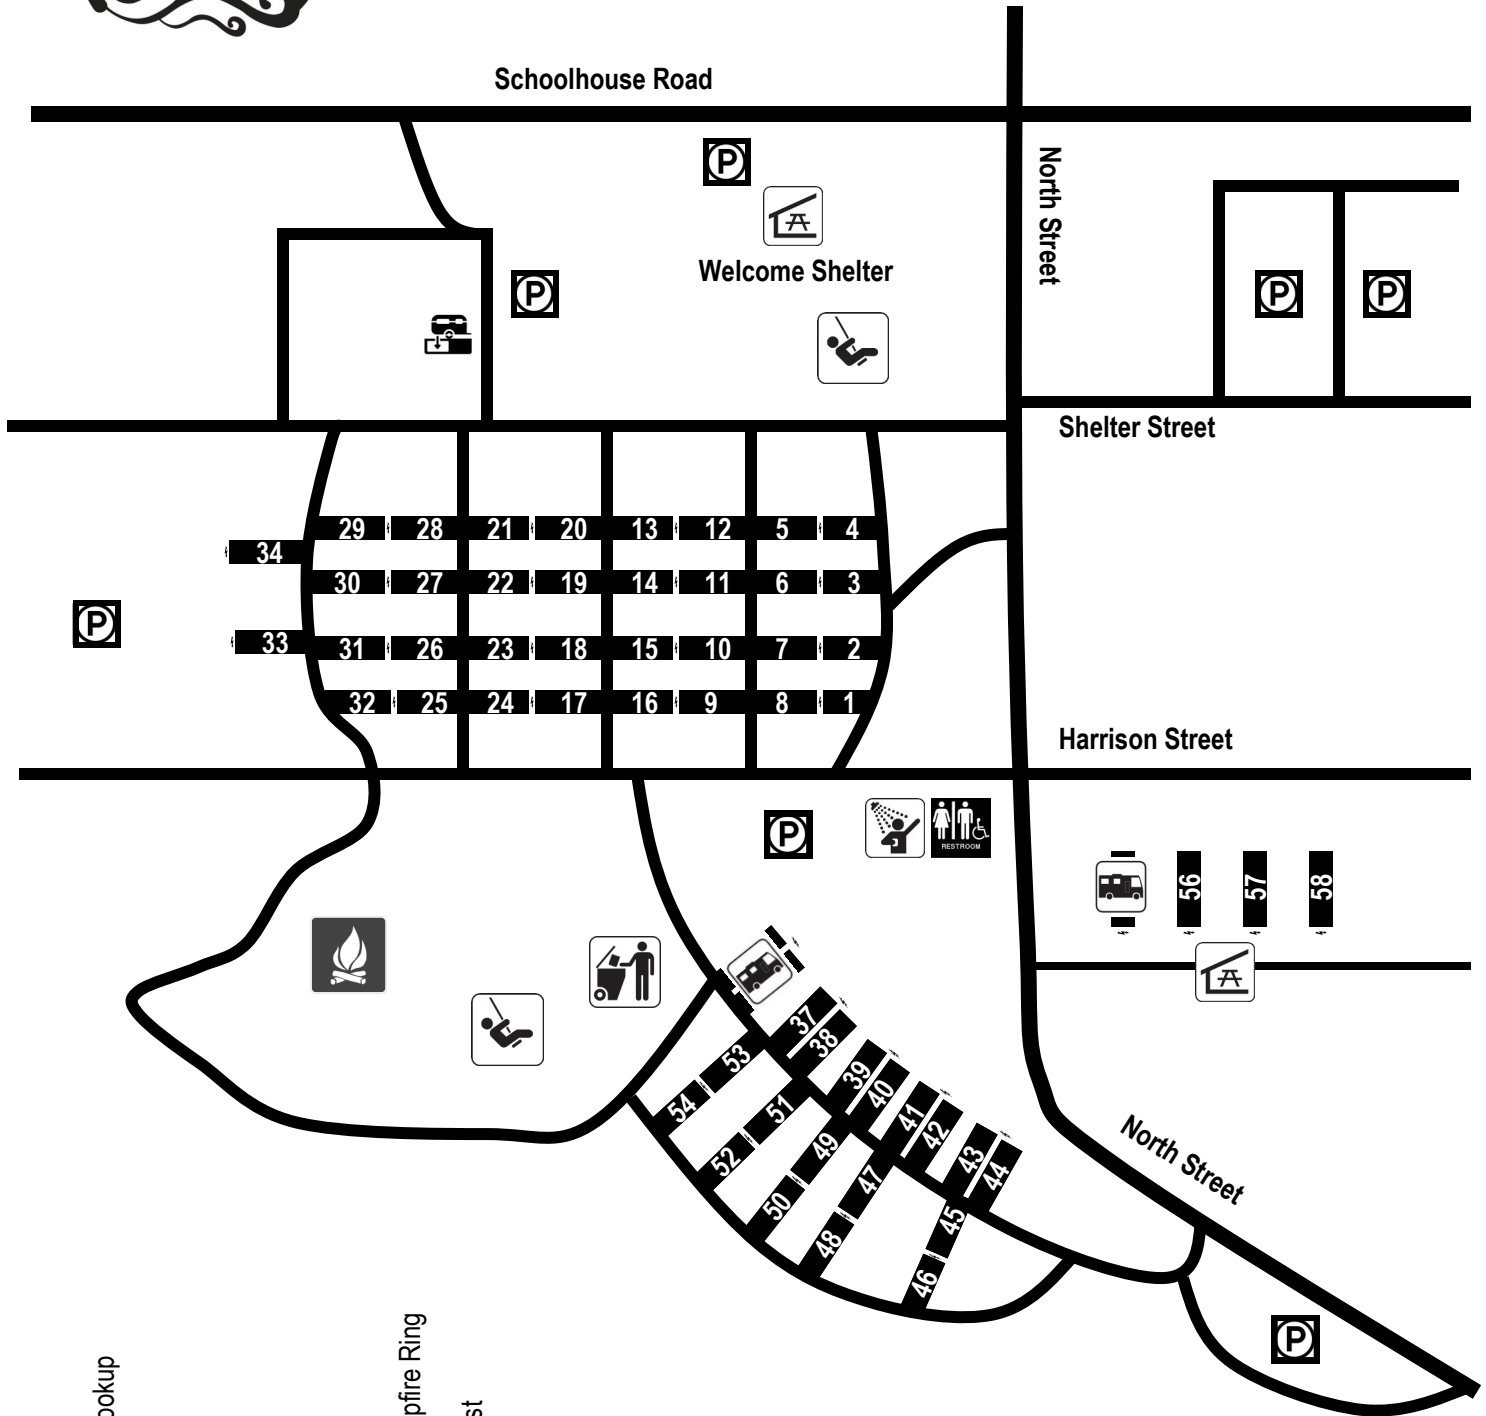 Schoolhouse Road
P
North Street
Welcome Shelter
P
P
P
Shelter Street
29 28 21 20 13 12 5 4
34
30 27 22 19 14 11 6 3
P
33
31 26 23 18 15 10 7 2
32 25 24 17 16 9 8 1
Harrison Street
P
RESTROOM
56
57
58
37
38
39
40
41
42
43
44
53
54
51
52
49
50
47
48
45
46
North Street
P
ookup
pfire Ring
st